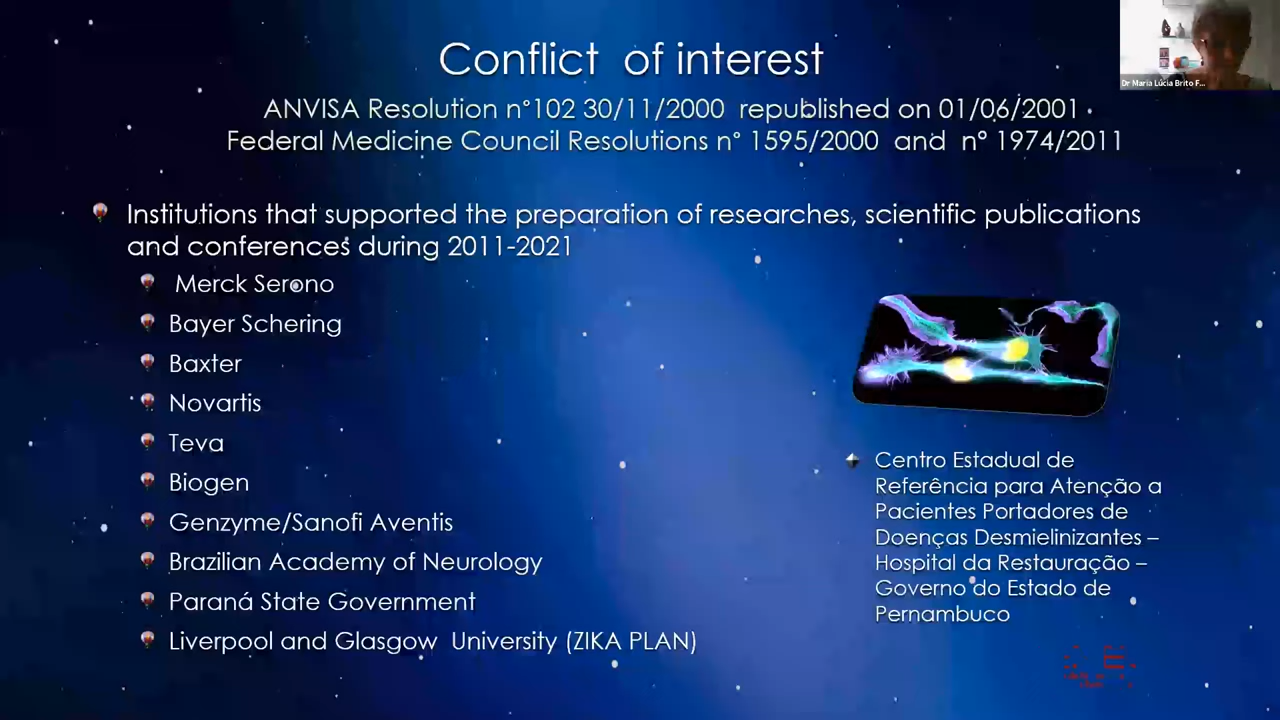 Conflict of interest
Dr Maria Lúcia Brito F...
ANVISA Resolution n°102 30/11/2000 republished on 01/06/2001
Federal Medicine Council Resolutions n° 1595/2000 and n° 1974/2011
Institutions that supported the preparation of researches, scientific publications
and conferences during 2011-2021
Merck Serono
Bayer Schering
Baxter
Novartis
Teva
Biogen
Genzyme/Sanofi Aventis
Brazilian Academy of Neurology
Paraná State Government
Liverpool and Glasgow University (ZIKA PLAN)
Centro Estadual de
Referência para Atenção a
Pacientes Portadores de
Doenças Desmielinizantes –
Hospital da Restauração –
Governo do Estado de
Pernambuco